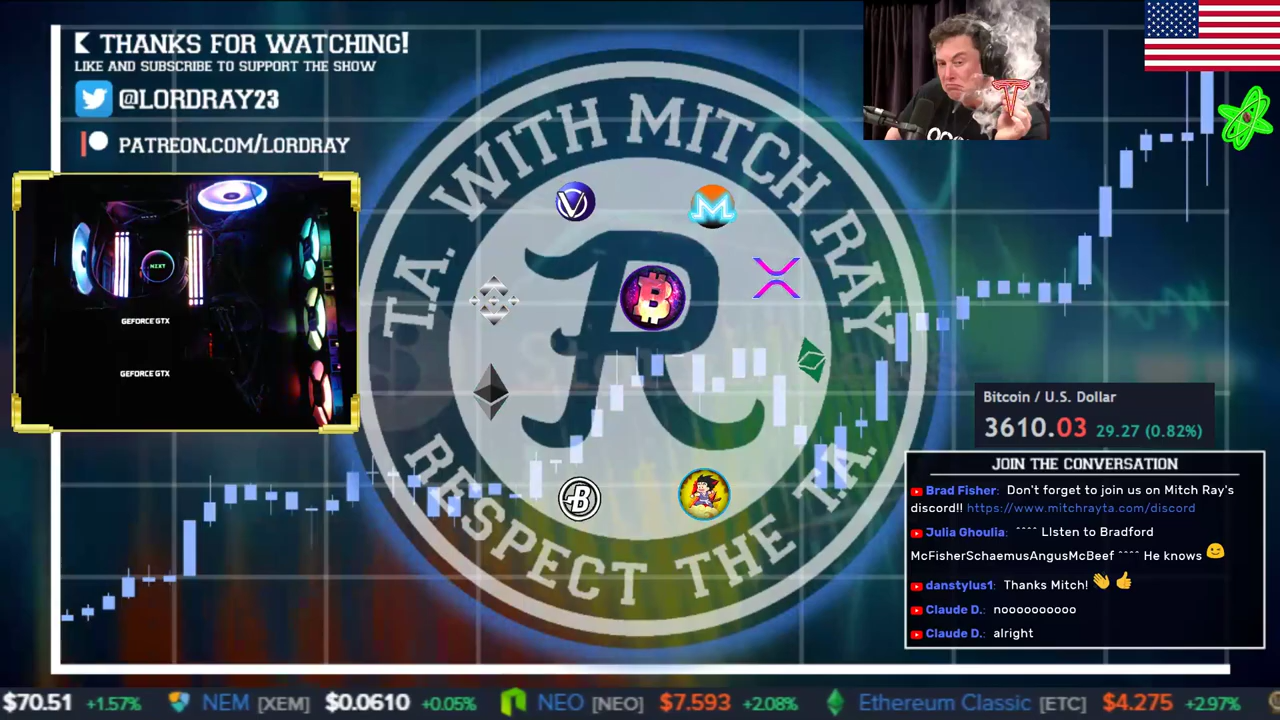 THANKS FOR WATCHING!
LIKE AND SUBSCRIBE TO SUPPORT THE SHOW
@LORDRAY23
PATREON.COM/LORDRAY
T.A. WITH MITCH RAY
RESPECT THE T.A.
NZXT
GEFORCE GTX
GEFORCE GTX
Bitcoin / U.S. Dollar
3610.03 29.27 (0.82%)
JOIN THE CONVERSATION
Brad Fisher: Don't forget to join us on Mitch Ray's
discord!! https://www.mitchrayta.com/discord
Julia Ghoulia: ^^^^ LIsten to Bradford
McFisherSchaemusAngusMcBeef ^^^^ He knows 😊
danstylus1: Thanks Mitch! 👋 👍
Claude D.: noooooooooo
Claude D.: alright
$70.51 +1.57% NEM [XEM] $0.0610 +0.05% NEO [NEO] $7.593 +2.08% Ethereum Classic [ETC] $4.275 +2.97%